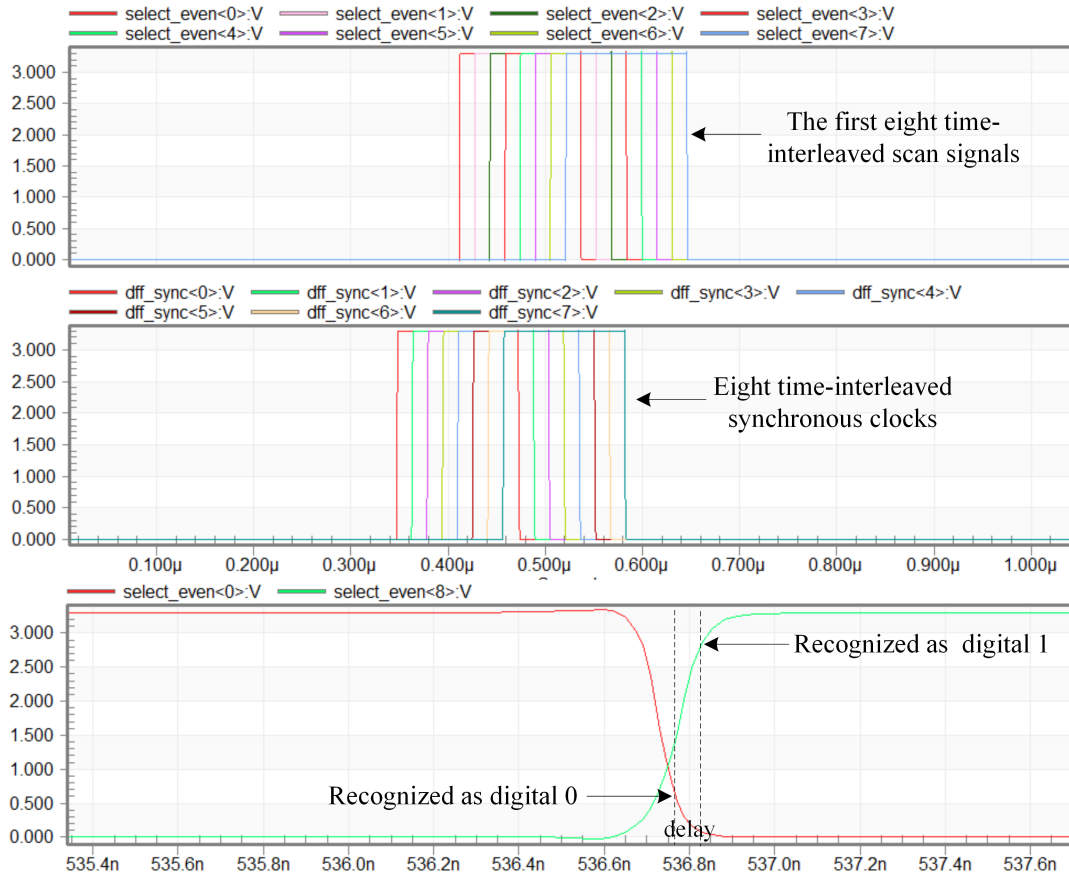 select_even<0>:V select_even<1>:V select_even<2>:V select_even<3>:V
select_even<4>:V select_even<5>:V select_even<6>:V select_even<7>:V
3.000
2.500
2.000
1.500
1.000
0.500
0.000
The first eight time-
interleaved scan signals
dff_sync<0>:V dff_sync<1>:V dff_sync<2>:V dff_sync<3>:V dff_sync<4>:V
dff_sync<5>:V dff_sync<6>:V dff_sync<7>:V
3.000
2.500
2.000
1.500
1.000
0.500
0.000
Eight time-interleaved
synchronous clocks
0.100µ 0.200µ 0.300µ 0.400µ 0.500µ 0.600µ 0.700µ 0.800µ 0.900µ 1.000µ
select_even<0>:V select_even<8>:V
3.000
2.500
2.000
1.500
1.000
0.500
0.000
Recognized as digital 1
Recognized as digital 0
delay
535.4n 535.6n 535.8n 536.0n 536.2n 536.4n 536.6n 536.8n 537.0n 537.2n 537.4n 537.6n